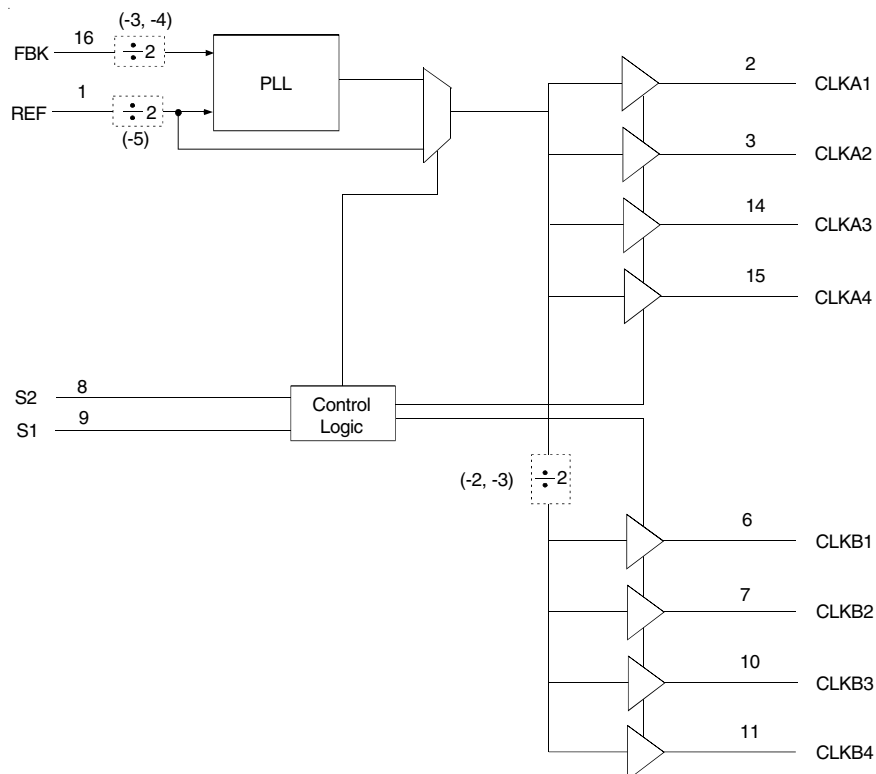 (-3, -4)
FBK 16 ÷2
PLL
REF 1 ÷2
(-5)
2 CLKA1
3 CLKA2
14 CLKA3
15 CLKA4
S2 8
S1 9
Control
Logic
(-2, -3) ÷2
6 CLKB1
7 CLKB2
10 CLKB3
11 CLKB4